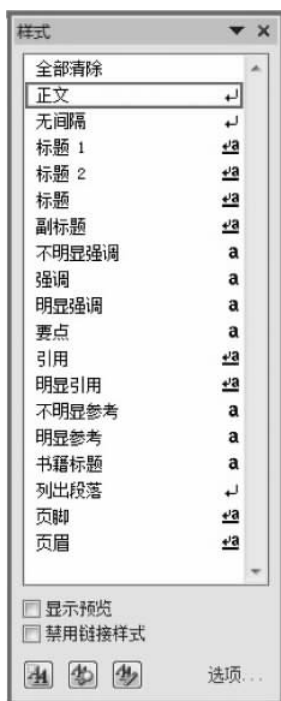 样式
全部清除
正文
无间隔
标题 1
标题 2
标题
副标题
不明显强调 a
强调 a
明显强调 a
要点 a
引用
明显引用
不明显参考 a
明显参考 a
书籍标题 a
列出段落
页脚
页眉
显示预览
禁用链接样式
选项...